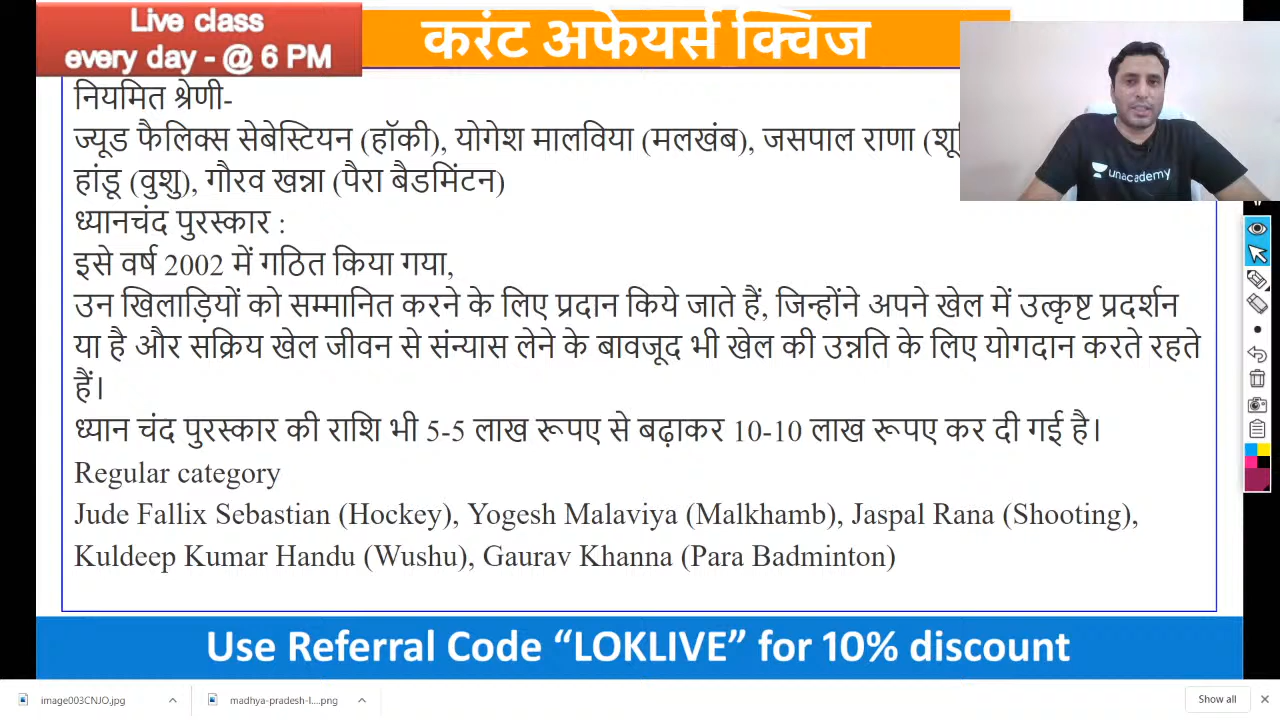 Live class
every day - @ 6 PM
करंट अफेयर्स क्विज
unacademy
नियमित श्रेणी-
ज्यूड फैलिक्स सेबेस्टियन (हॉकी), योगेश मालविया (मलखंब), जसपाल राणा
हांडू (वुशु), गौरव खन्ना (पैरा बैडमिंटन)
ध्यानचंद पुरस्कार :
इसे वर्ष 2002 में गठित किया गया,
उन खिलाड़ियों को सम्मानित करने के लिए प्रदान किये जाते हैं, जिन्होंने अपने खेल में उत्कृष्ट प्रदर्शन
या है और सक्रिय खेल जीवन से संन्यास लेने के बावजूद भी खेल की उन्नति के लिए योगदान करते रहते
हैं।
ध्यान चंद पुरस्कार की राशि भी 5-5 लाख रूपए से बढ़ाकर 10-10 लाख रूपए कर दी गई है।
Regular category
Jude Fallix Sebastian (Hockey), Yogesh Malaviya (Malkhamb), Jaspal Rana (Shooting),
Kuldeep Kumar Handu (Wushu), Gaurav Khanna (Para Badminton)
Use Referral Code “LOKLIVE” for 10% discount
image003CNJO.jpg
madhya-pradesh-l....png
Show all